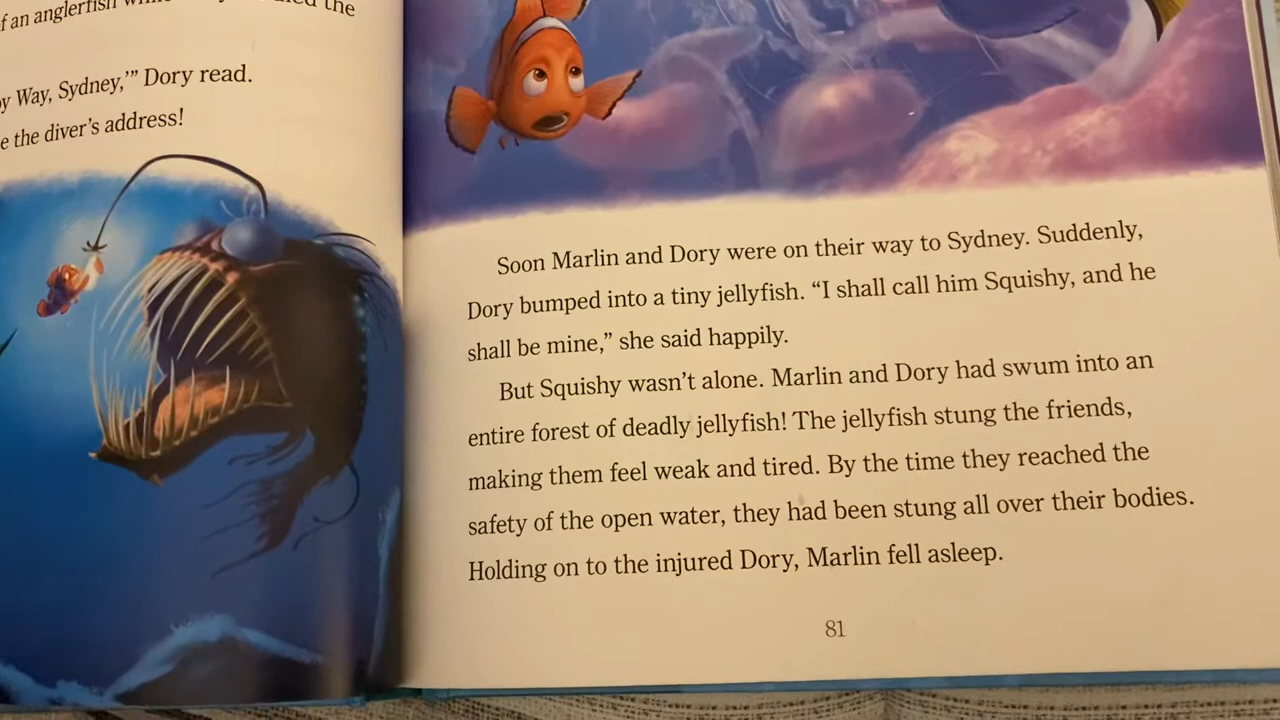 f an anglerfish
the
y Way, Sydney,’” Dory read.
e the diver’s address!
Soon Marlin and Dory were on their way to Sydney. Suddenly,
Dory bumped into a tiny jellyfish. “I shall call him Squishy, and he
shall be mine,” she said happily.
But Squishy wasn’t alone. Marlin and Dory had swum into an
entire forest of deadly jellyfish! The jellyfish stung the friends,
making them feel weak and tired. By the time they reached the
safety of the open water, they had been stung all over their bodies.
Holding on to the injured Dory, Marlin fell asleep.
81